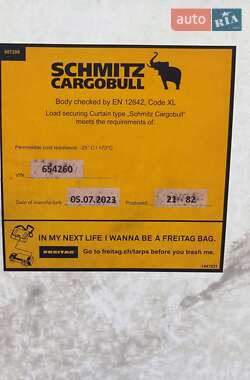 auto RIA
997299
SCHMITZ
CARGOBULL
Body checked by EN 12642, Code XL
Load securing Curtain type „Schmitz Cargobull"
meets the requiremements of:
Permissible cold resistance: -25° C / +70°C
VIN: 654260
Date of manufacture: 05.07.2023 Produced: 21 - 82
IN MY NEXT LIFE I WANNA BE A FREITAG BAG.
FREITAG Go to freitag.ch/tarps before you trash me.